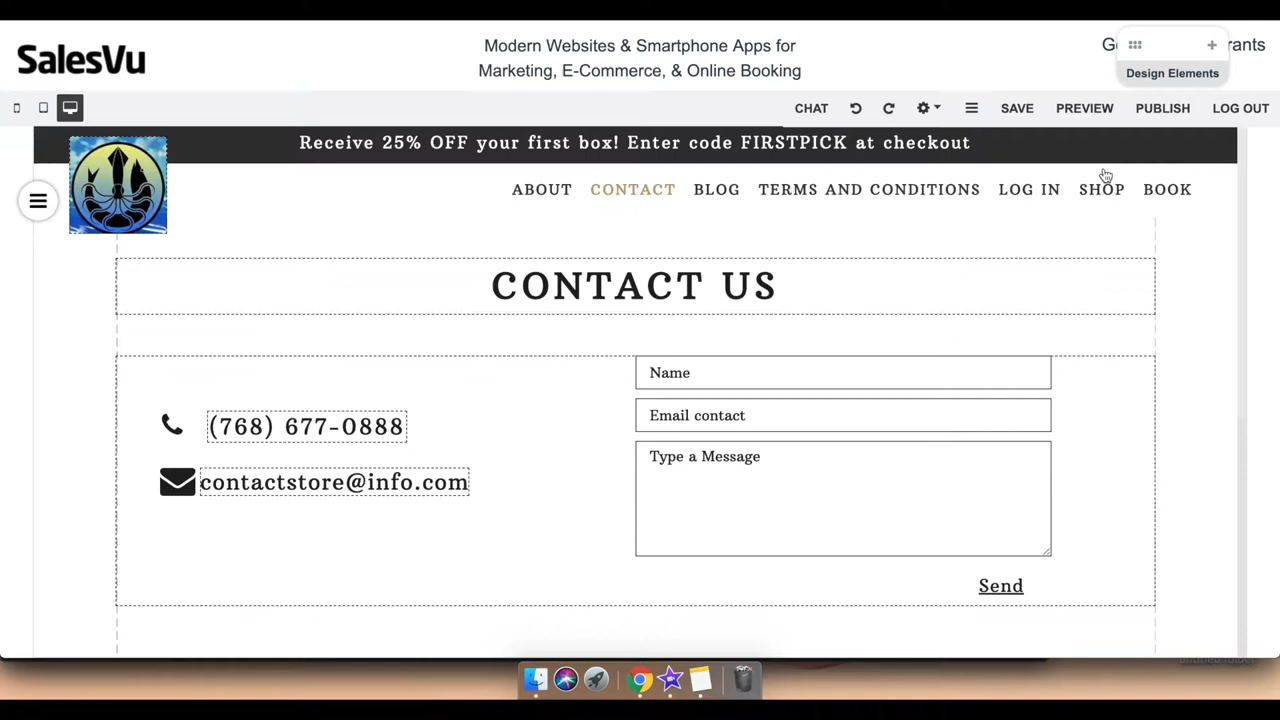 SalesVu
Modern Websites & Smartphone Apps for
Marketing, E-Commerce, & Online Booking
Design Elements
CHAT
SAVE
PREVIEW
PUBLISH
LOG OUT
Receive 25% OFF your first box! Enter code FIRSTPICK at checkout
ABOUT
CONTACT
BLOG
TERMS AND CONDITIONS
LOG IN
SHOP
BOOK
CONTACT US
Name
(768) 677-0888
Email contact
Type a Message
contactstore@info.com
Send
untitled folder